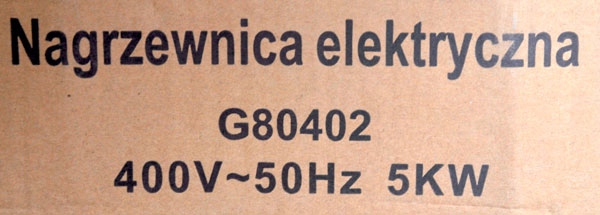 Nagrzewnica elektryczna
G80402
400V~50Hz 5KW